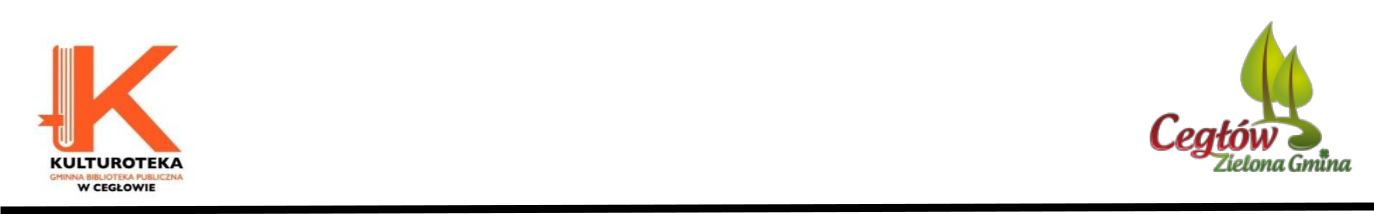 KULTUROTEKA
GMINNA BIBLIOTEKA PUBLICZNA
W CEGŁOWIE
Cegłów
Zielona Gmina